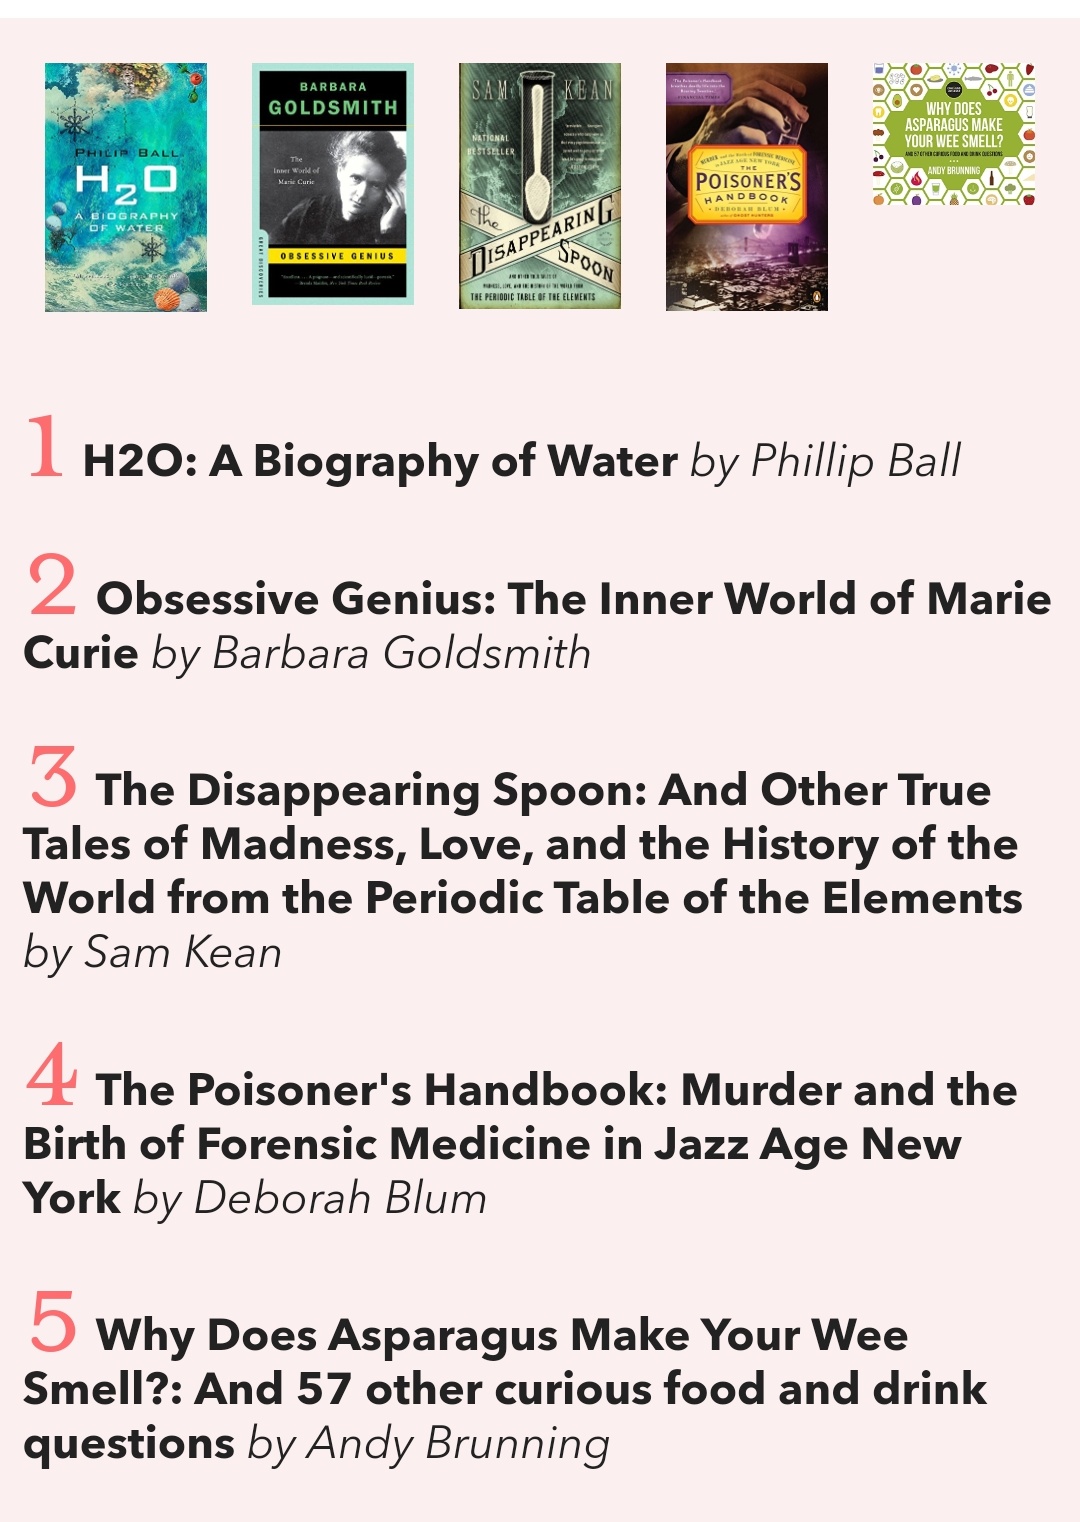 PHILIP BALL
H2O
A BIOGRAPHY
OF WATER
BARBARA
GOLDSMITH
The
Inner World of
Marie Curie
OBSESSIVE GENIUS
GREAT DISCOVERIES
SAM KEAN
NATIONAL
BESTSELLER
the
DISAPPEARING
SPOON
AND OTHER TRUE TALES OF
MADNESS, LOVE, AND THE HISTORY OF THE WORLD FROM
THE PERIODIC TABLE OF THE ELEMENTS
MURDER and the Birth of FORENSIC MEDICINE
in JAZZ AGE NEW YORK
THE
POISONER'S
HANDBOOK
DEBORAH BLUM
WHY DOES
ASPARAGUS MAKE
YOUR WEE SMELL?
AND 57 OTHER CURIOUS FOOD AND DRINK QUESTIONS
ANDY BRUNNING
1 H2O: A Biography of Water by Phillip Ball
2 Obsessive Genius: The Inner World of Marie
Curie by Barbara Goldsmith
3 The Disappearing Spoon: And Other True
Tales of Madness, Love, and the History of the
World from the Periodic Table of the Elements
by Sam Kean
4 The Poisoner's Handbook: Murder and the
Birth of Forensic Medicine in Jazz Age New
York by Deborah Blum
5 Why Does Asparagus Make Your Wee
Smell?: And 57 other curious food and drink
questions by Andy Brunning